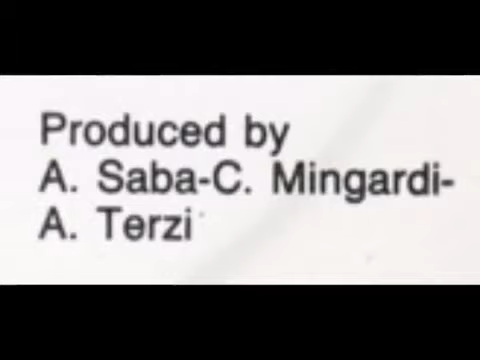 Produced by
A. Saba-C. Mingardi-
A. Terzi